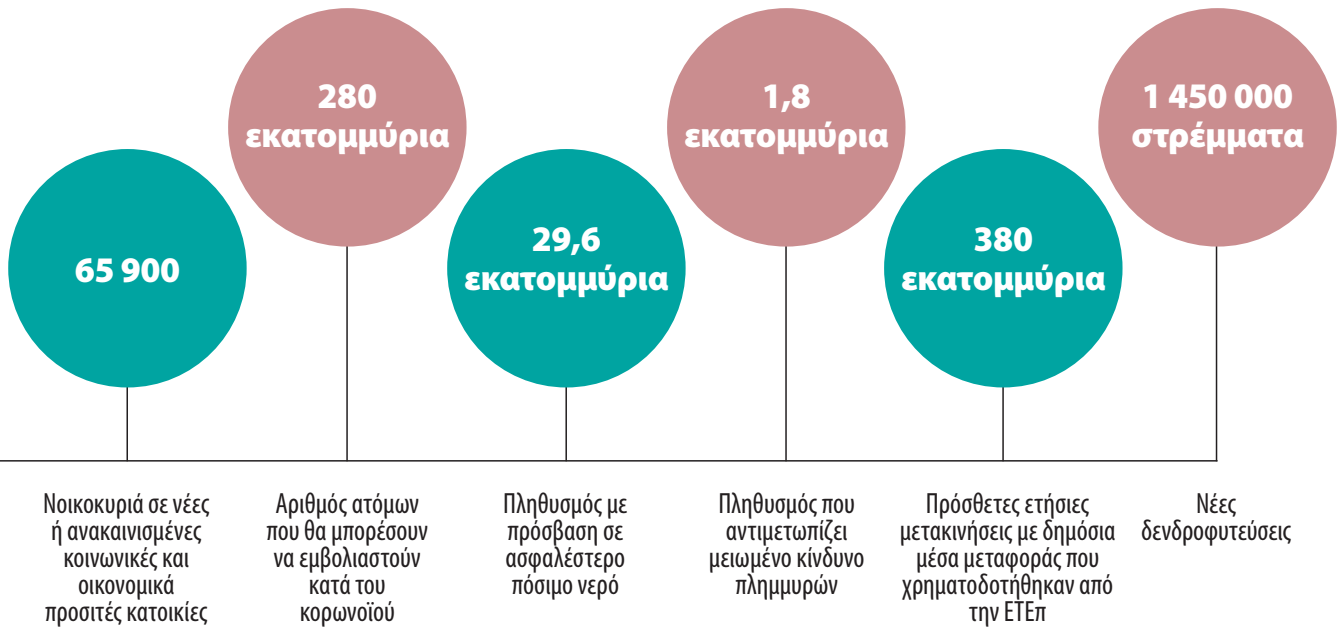 65 900
Νοικοκυριά σε νέες
ή ανακαινισμένες
κοινωνικές και
οικονομικά
προσιτές κατοικίες
280
εκατομμύρια
Αριθμός ατόμων
που θα μπορέσουν
να εμβολιαστούν
κατά του
κορωνοϊού
29,6
εκατομμύρια
Πληθυσμός με
πρόσβαση σε
ασφαλέστερο
πόσιμο νερό
1,8
εκατομμύρια
Πληθυσμός που
αντιμετωπίζει
μειωμένο κίνδυνο
πλημμυρών
380
εκατομμύρια
Πρόσθετες ετήσιες
μετακινήσεις με δημόσια
μέσα μεταφοράς που
χρηματοδοτήθηκαν από
την ΕΤΕπ
1 450 000
στρέμματα
Νέες
δενδροφυτεύσεις